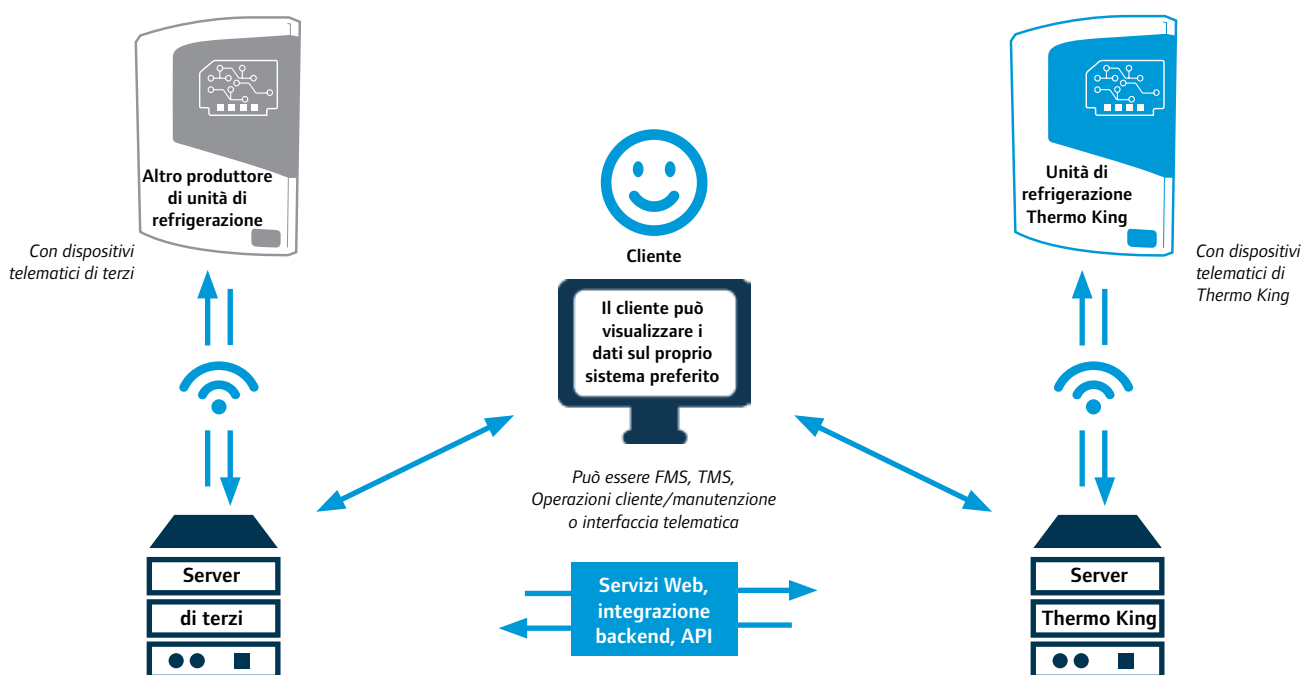 Altro produttore
di unità di
refrigerazione
Con dispositivi
telematici di terzi
Cliente
Il cliente può
visualizzare i
dati sul proprio
sistema preferito
Può essere FMS, TMS,
Operazioni cliente/manutenzione
o interfaccia telematica
Unità di
refrigerazione
Thermo King
Con dispositivi
telematici di
Thermo King
Server
di terzi
Servizi Web,
integrazione
backend, API
Server
Thermo King